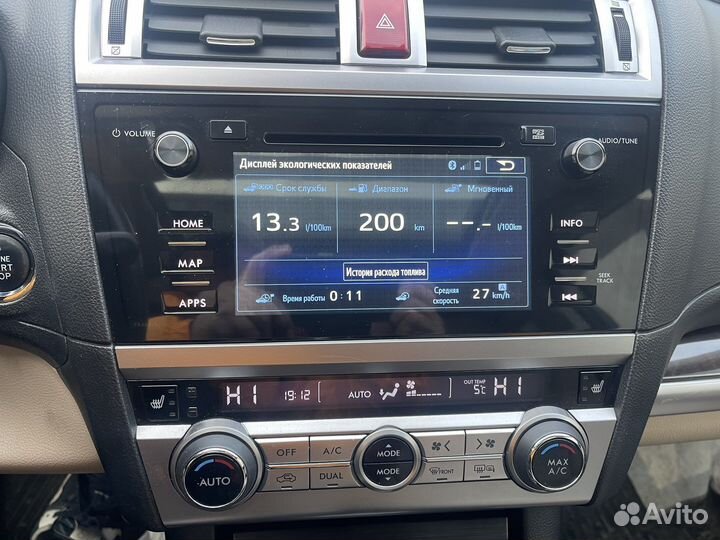 VOLUME
AUDIO/TUNE
Дисплей экологических показателей
Срок службы
Диапазон
Мгновенный
13.3 l/100km
200 km
--.- l/100km
История расхода топлива
Время работы 0:11
Средняя скорость 27 km/h
A
HOME
MAP
APPS
INFO
SEEK
TRACK
HI
19:12
AUTO
OUT TEMP
5°C
HI
OFF
A/C
MODE
MODE
DUAL
FRONT
AUTO
MAX
A/C
Avito